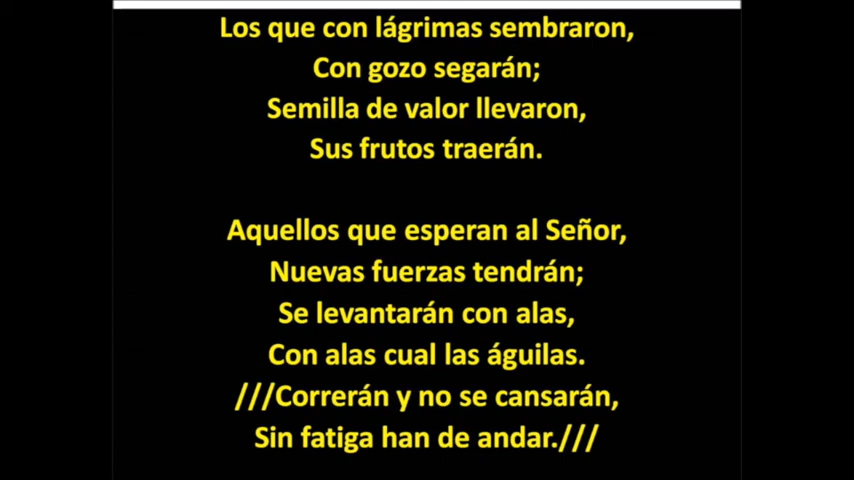 Los que con lágrimas sembraron,
Con gozo segarán;
Semilla de valor llevaron,
Sus frutos traerán.
Aquellos que esperan al Señor,
Nuevas fuerzas tendrán;
Se levantarán con alas,
Con alas cual las águilas.
///Correrán y no se cansarán,
Sin fatiga han de andar.///